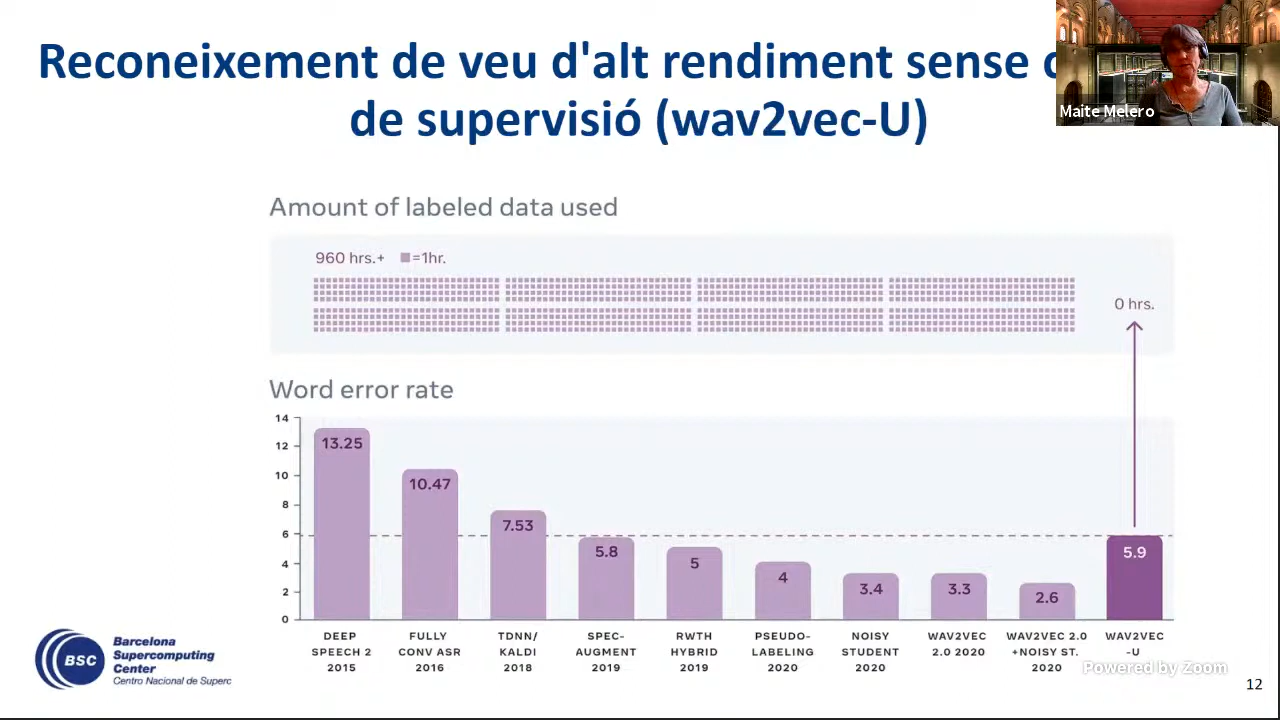 Reconeixement de veu d'alt rendiment sense
de supervisió (wav2vec-U)
Maite Melero
Amount of labeled data used
960 hrs.+ =1hr.
0 hrs.
Word error rate
14
12
10
8
6
4
2
0
13.25
10.47
7.53
5.8
5
4
3.4
3.3
2.6
5.9
DEEP
SPEECH 2
2015
FULLY
CONV ASR
2016
TDNN/
KALDI
2018
SPEC-
AUGMENT
2019
RWTH
HYBRID
2019
PSEUDO-
LABELING
2020
NOISY
STUDENT
2020
WAV2VEC
2.0 2020
WAV2VEC 2.0
+NOISY ST.
2020
WAV2VEC
-U
BSC
Barcelona
Supercomputing
Center
Centro Nacional de Superc
Powered by Zoom
12